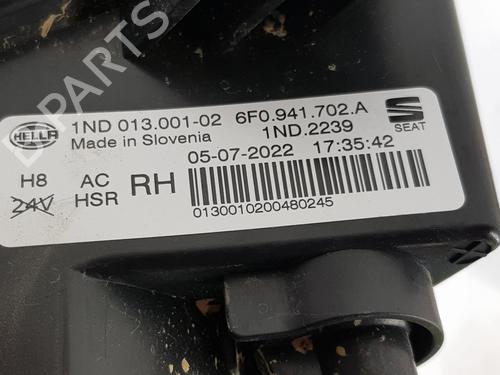 HELLA
1ND 013.001-02 6F0.941.702.A
Made in Slovenia 1ND.2239
SEAT
05-07-2022 17:35:42
H8 AC RH
24V HSR
0130010200480245
B-PARTS